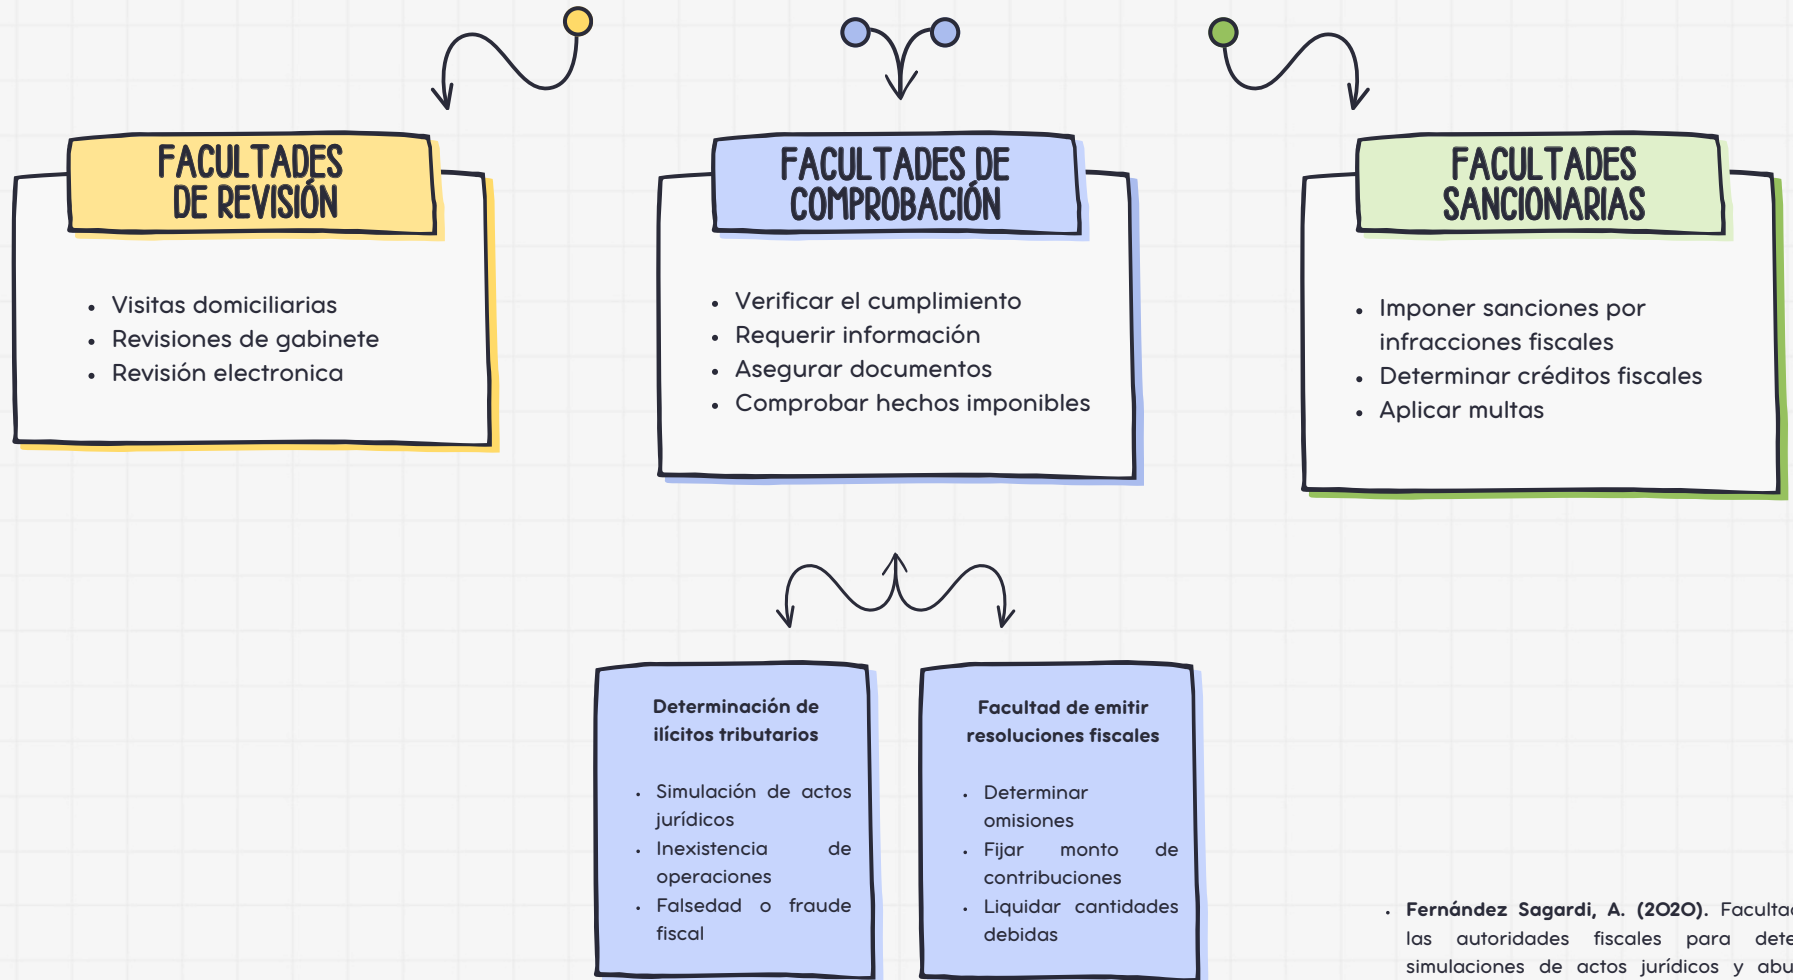 FACULTADES
DE REVISIÓN
• Visitas domiciliarias
• Revisiones de gabinete
• Revisión electronica
FACULTADES DE
COMPROBACIÓN
• Verificar el cumplimiento
• Requerir información
• Asegurar documentos
• Comprobar hechos imponibles
FACULTADES
SANCIONARIAS
• Imponer sanciones por
infracciones fiscales
• Determinar créditos fiscales
• Aplicar multas
Determinación de
ilícitos tributarios
• Simulación de actos
jurídicos
• Inexistencia de
operaciones
• Falsedad o fraude
fiscal
Facultad de emitir
resoluciones fiscales
• Determinar
omisiones
• Fijar monto de
contribuciones
• Liquidar cantidades
debidas
• Fernández Sagardi, A. (2020).
las autoridades fiscales para
simulaciones de actos jurídicos y